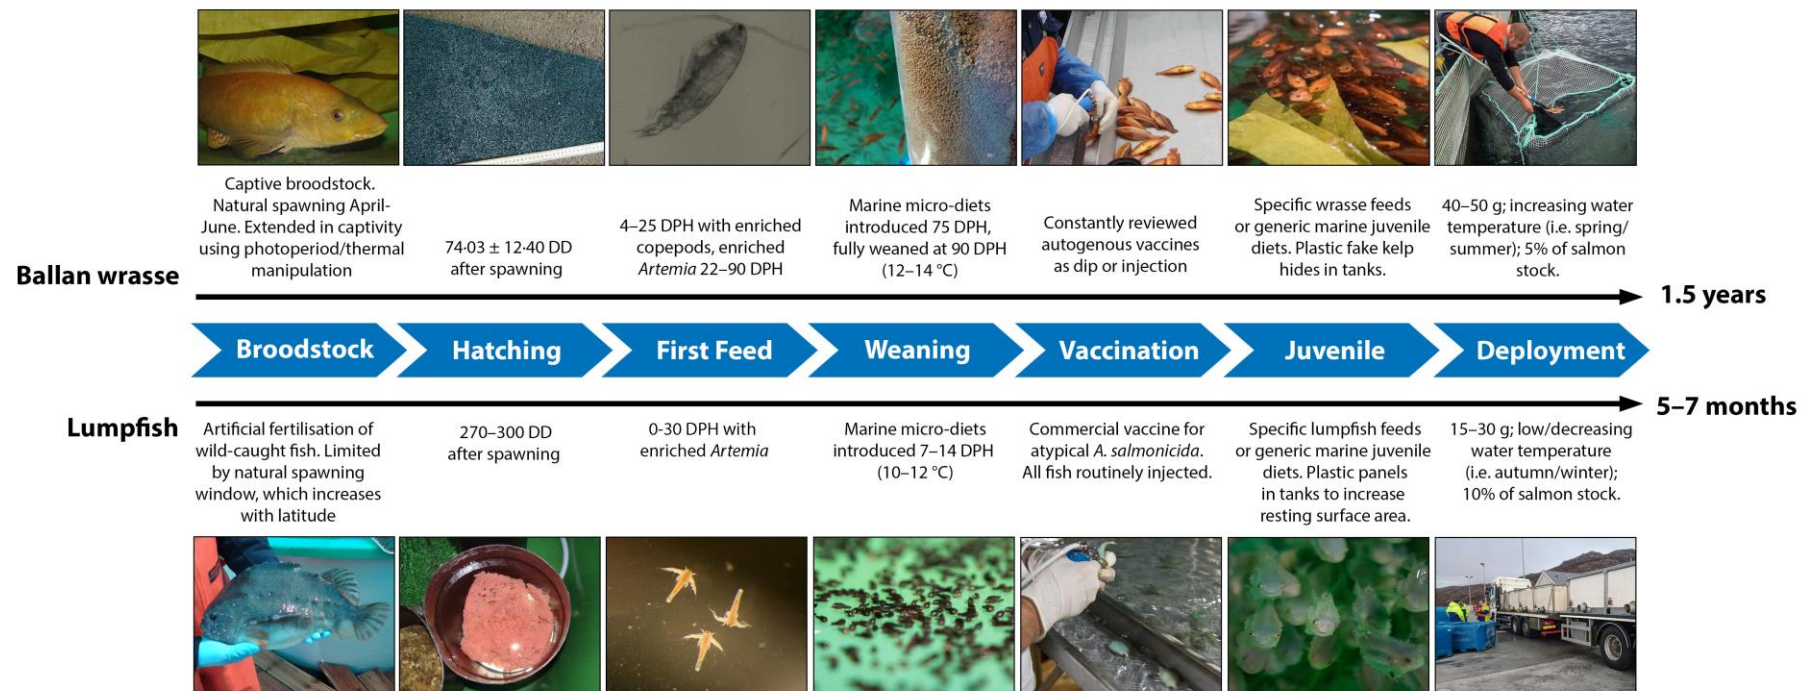 Captive broodstock.
Natural spawning April-
June. Extended in captivity
using photoperiod/thermal
manipulation
74·03 ± 12·40 DD
after spawning
4–25 DPH with enriched
copepods, enriched
Artemia 22–90 DPH
Marine micro-diets
introduced 75 DPH,
fully weaned at 90 DPH
(12–14 °C)
Constantly reviewed
autogenous vaccines
as dip or injection
Specific wrasse feeds
or generic marine juvenile
diets. Plastic fake kelp
hides in tanks.
40–50 g; increasing water
temperature (i.e. spring/
summer); 5% of salmon
stock.
Ballan wrasse
1.5 years
Broodstock
Hatching
First Feed
Weaning
Vaccination
Juvenile
Deployment
Lumpfish
5–7 months
Artificial fertilisation of
wild-caught fish. Limited
by natural spawning
window, which increases
with latitude
270–300 DD
after spawning
0-30 DPH with
enriched Artemia
Marine micro-diets
introduced 7–14 DPH
(10–12 °C)
Commercial vaccine for
atypical A. salmonicida.
All fish routinely injected.
Specific lumpfish feeds
or generic marine juvenile
diets. Plastic panels
in tanks to increase
resting surface area.
15–30 g; low/decreasing
water temperature
(i.e. autumn/winter);
10% of salmon stock.